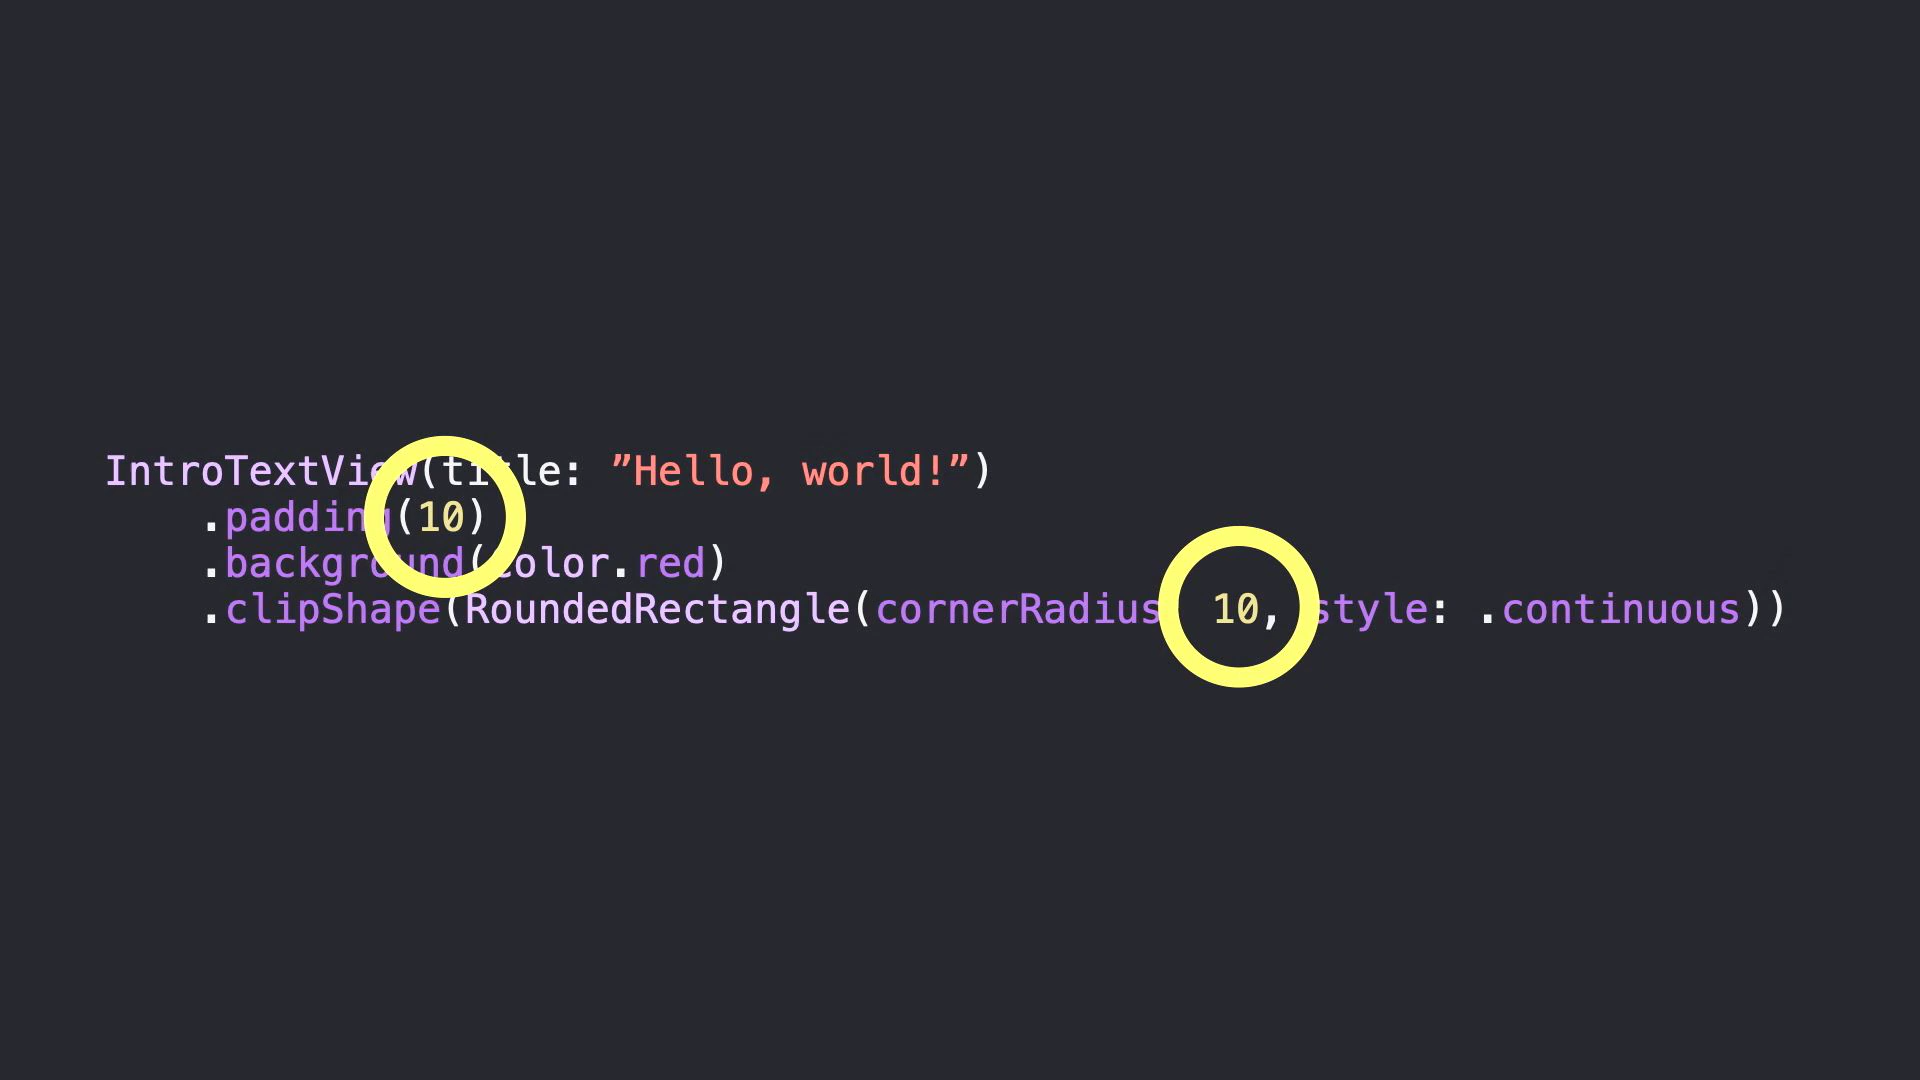 IntroTextView(title: ”Hello, world!”)
.padding(10)
.background(Color.red)
.clipShape(RoundedRectangle(cornerRadius: 10, style: .continuous))